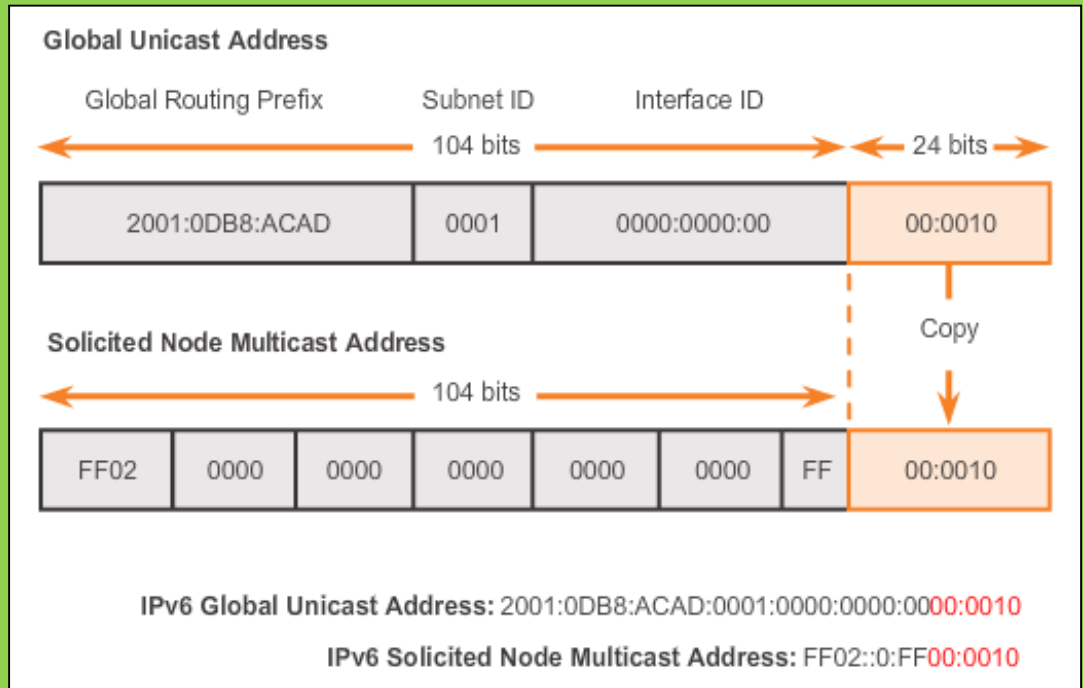 Global Unicast Address
Global Routing Prefix Subnet ID Interface ID
104 bits 24 bits
2001:0DB8:ACAD 0001 0000:0000:00 00:0010
Copy
Solicited Node Multicast Address
104 bits
FF02 0000 0000 0000 0000 0000 FF 00:0010
IPv6 Global Unicast Address: 2001:0DB8:ACAD:0001:0000:0000:0000:0010
IPv6 Solicited Node Multicast Address: FF02::0:FF00:0010